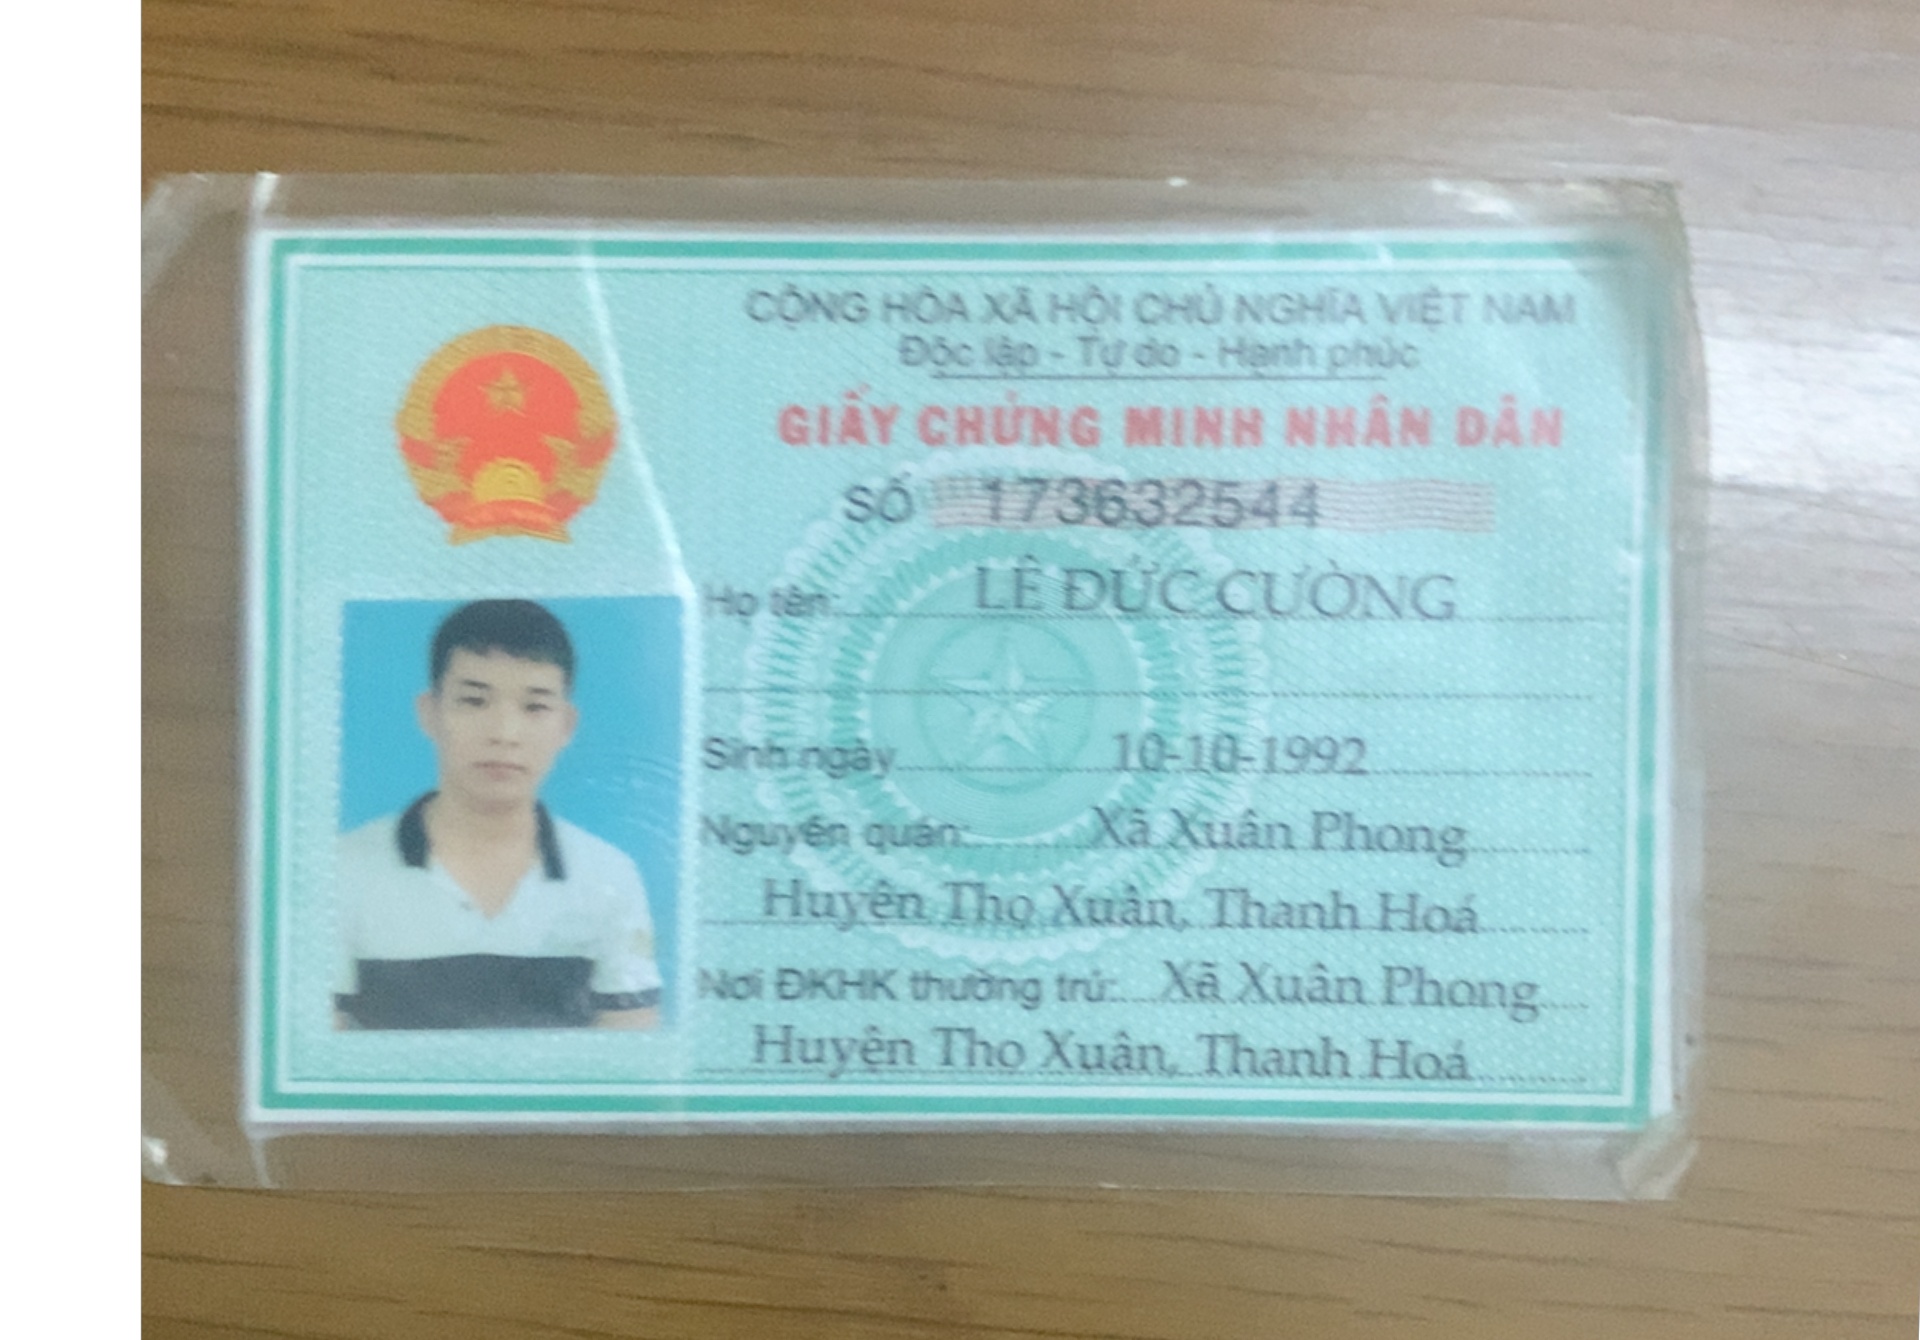 CỘNG HÒA XÃ HỘI CHỦ NGHĨA VIỆT NAM
Độc lập - Tự do - Hạnh phúc
GIẤY CHỨNG MINH NHÂN DÂN
SỐ 173632544
Họ tên: LÊ ĐỨC CƯỜNG
Sinh ngày 10-10-1992
Nguyên quán: Xã Xuân Phong
Huyện Thọ Xuân, Thanh Hoá
Nơi ĐKHK thường trú: Xã Xuân Phong
Huyện Thọ Xuân, Thanh Hoá